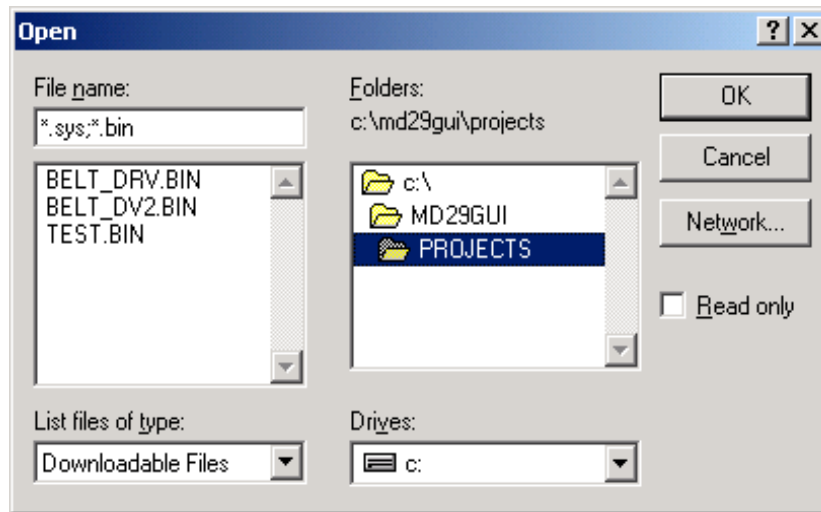 Open
File name:
*.sys;*.bin
BELT_DRV.BIN
BELT_DV2.BIN
TEST.BIN
List files of type:
Downloadable Files
Folders:
c:\md29gui\projects
c:\
MD29GUI
PROJECTS
Drives:
c:
OK
Cancel
Network...
Read only